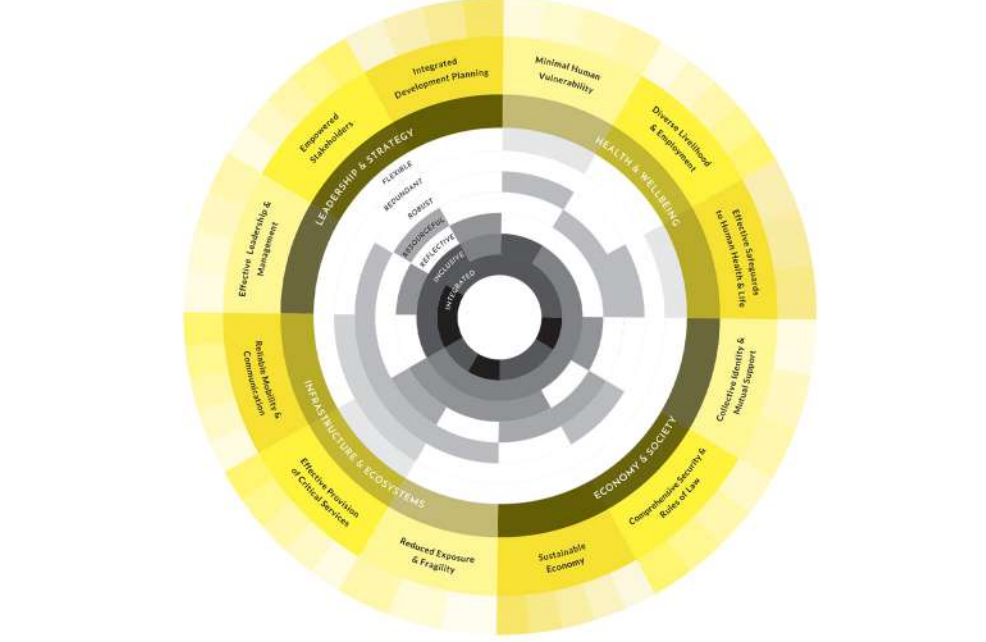 Integrated
Development Planning
Minimal Human
Vulnerability
Empowered
Stakeholders
Diverse Livelihood
& Employment
LEADERSHIP & STRATEGY
HEALTH & WELLBEING
FLEXIBLE
REDUNDANT
ROBUST
RESOURCEFUL
REFLECTIVE
INCLUSIVE
INTEGRATED
Effective Leadership &
Management
Effective Safeguards
to Human Health & Life
Reliable Mobility &
Communication
Collective Identity &
Mutual Support
INFRASTRUCTURE & ECOSYSTEMS
ECONOMY & SOCIETY
Effective Provision
of Critical Services
Comprehensive Security &
Rules of Law
Reduced Exposure
& Fragility
Sustainable
Economy